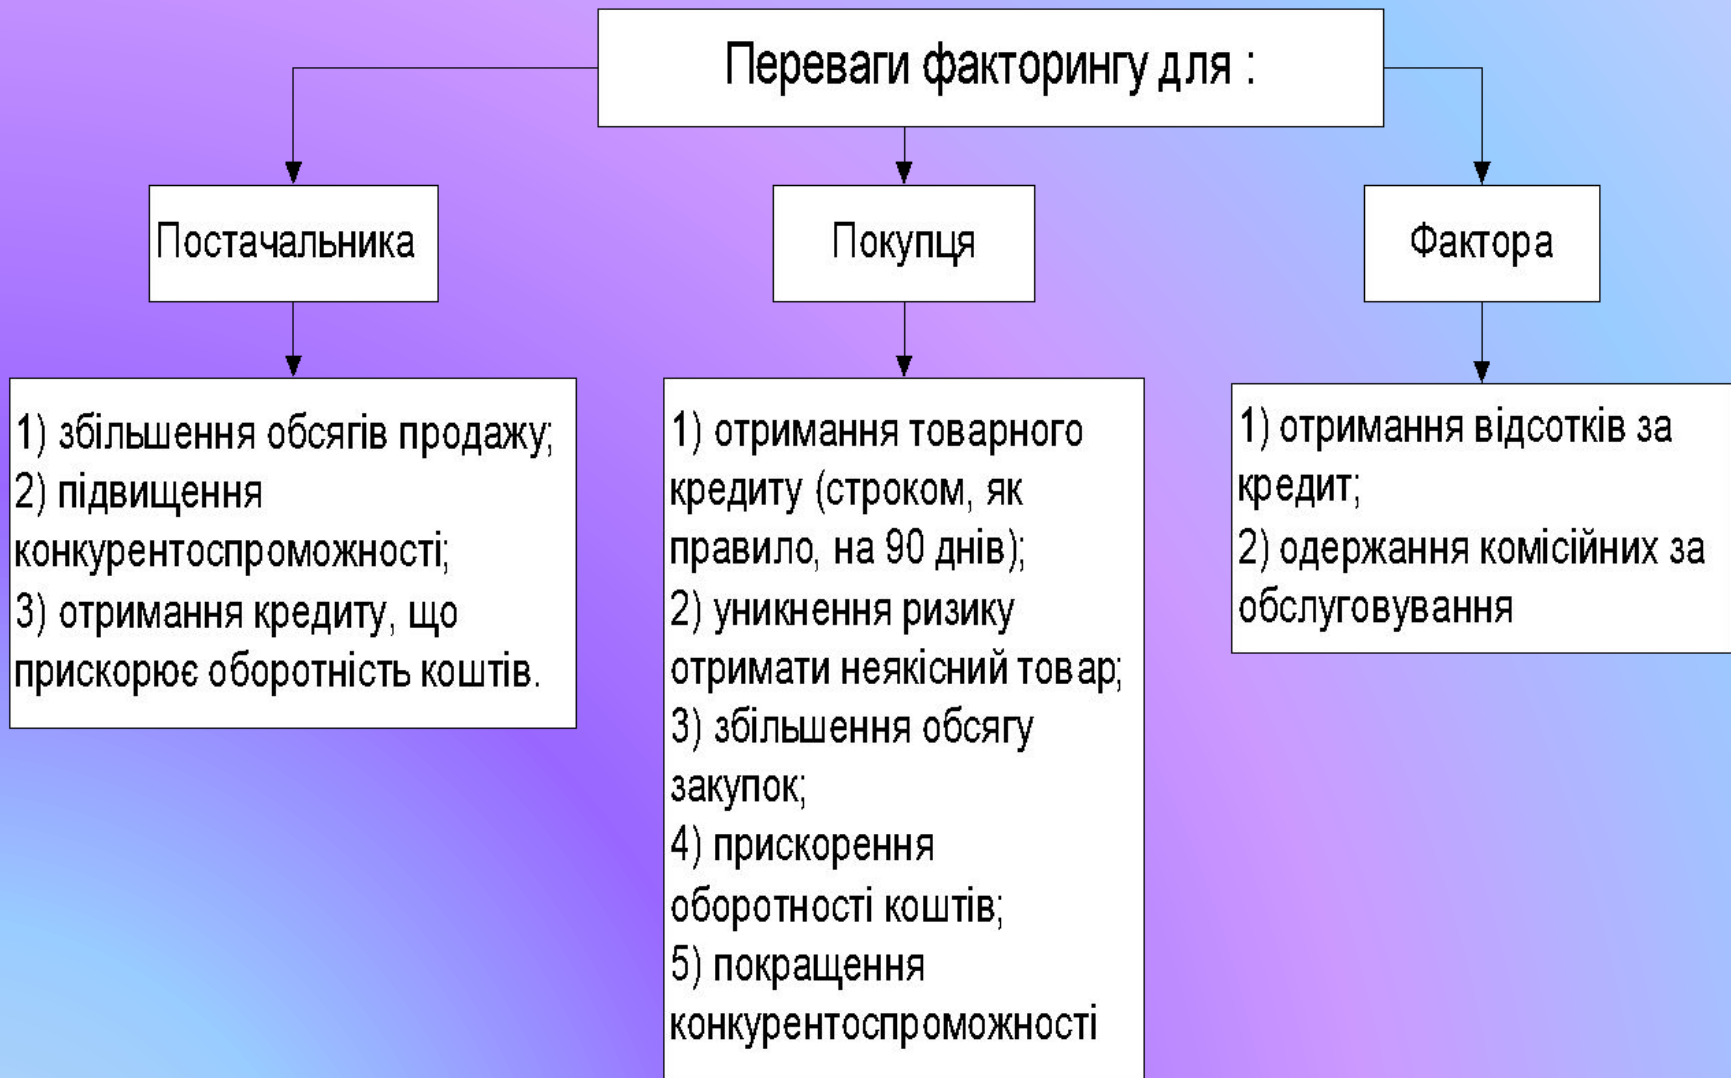 Переваги факторингу для :
Постачальника
Покупця
Фактора
1) збільшення обсягів продажу;
2) підвищення
конкурентоспроможності;
3) отримання кредиту, що
прискорює оборотність коштів.
1) отримання товарного
кредиту (строком, як
правило, на 90 днів);
2) уникнення ризику
отримати неякісний товар;
3) збільшення обсягу
закупок;
4) прискорення
оборотності коштів;
5) покращення
конкурентоспроможності
1) отримання відсотків за
кредит;
2) одержання комісійних за
обслуговування